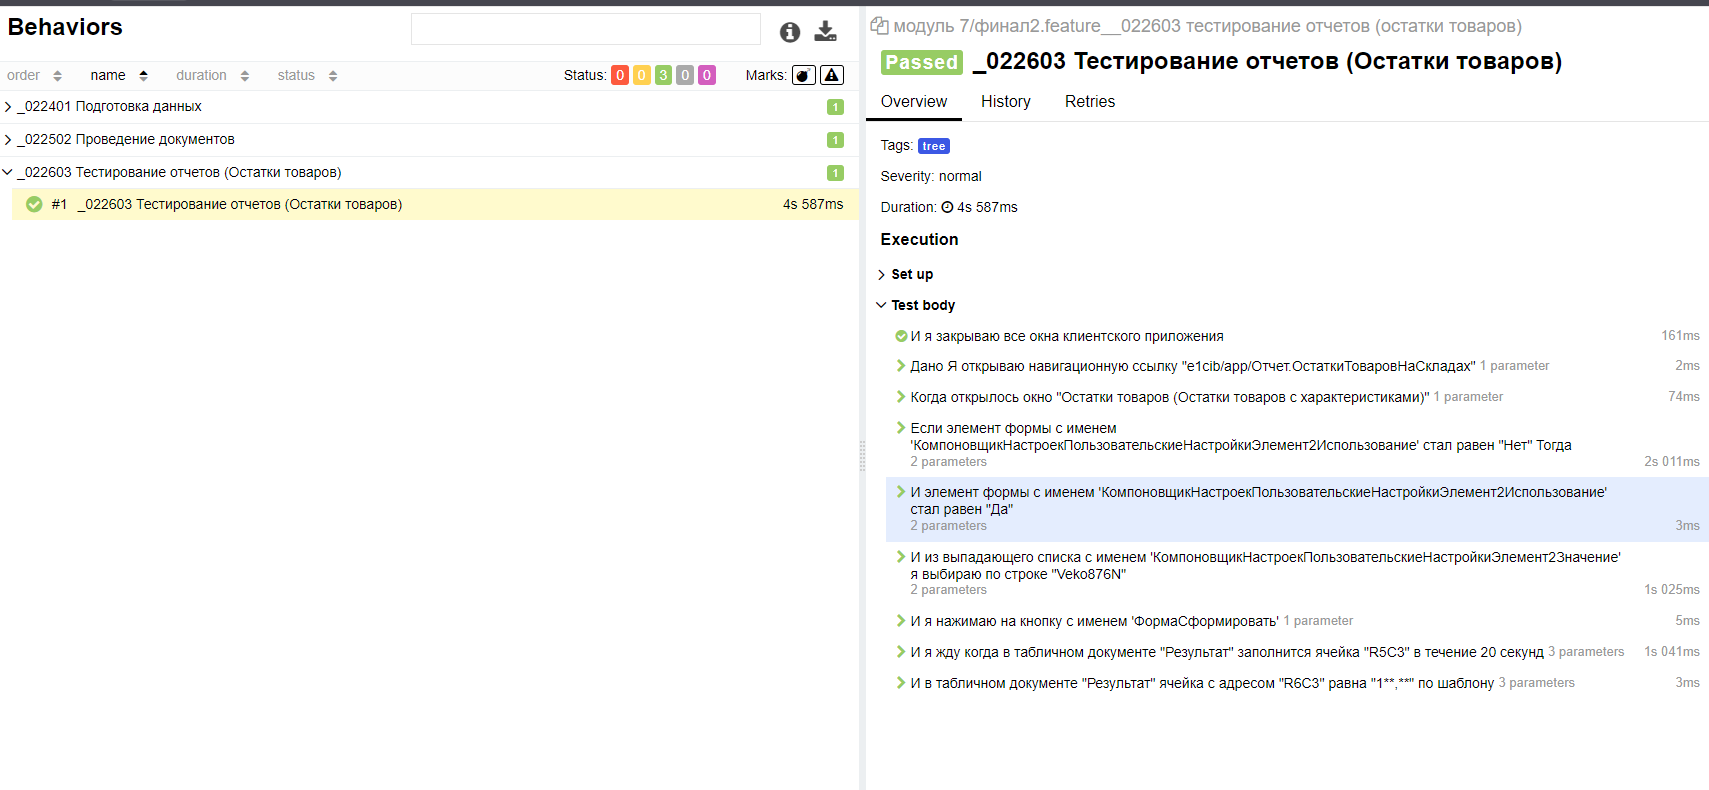 Behaviors
order name duration status Status: 0 0 3 0 0 Marks:
_022401 Подготовка данных 1
_022502 Проведение документов 1
_022603 Тестирование отчетов (Остатки товаров) 1
#1 _022603 Тестирование отчетов (Остатки товаров) 4s 587ms
модуль 7/финал2.feature__022603 тестирование отчетов (остатки товаров)
Passed _022603 Тестирование отчетов (Остатки товаров)
Overview History Retries
Tags: tree
Severity: normal
Duration: 4s 587ms
Execution
Set up
Test body
И я закрываю все окна клиентского приложения 161ms
Дано Я открываю навигационную ссылку "e1cib/app/Отчет.ОстаткиТоваровНаСкладах" 1 parameter 2ms
Когда открылось окно "Остатки товаров (Остатки товаров с характеристиками)" 1 parameter 74ms
Если элемент формы с именем
'КомпоновщикНастроекПользовательскиеНастройкиЭлемент2Использование' стал равен "Нет" Тогда
2 parameters 2s 011ms
И элемент формы с именем 'КомпоновщикНастроекПользовательскиеНастройкиЭлемент2Использование'
стал равен "Да"
2 parameters 3ms
И из выпадающего списка с именем 'КомпоновщикНастроекПользовательскиеНастройкиЭлемент2Значение'
я выбираю по строке "Veko876N"
2 parameters 1s 025ms
И я нажимаю на кнопку с именем 'ФормаСформировать' 1 parameter 5ms
И я жду когда в табличном документе "Результат" заполнится ячейка "R5C3" в течение 20 секунд 3 parameters 1s 041ms
И в табличном документе "Результат" ячейка с адресом "R6C3" равна "1**,**" по шаблону 3 parameters 3ms